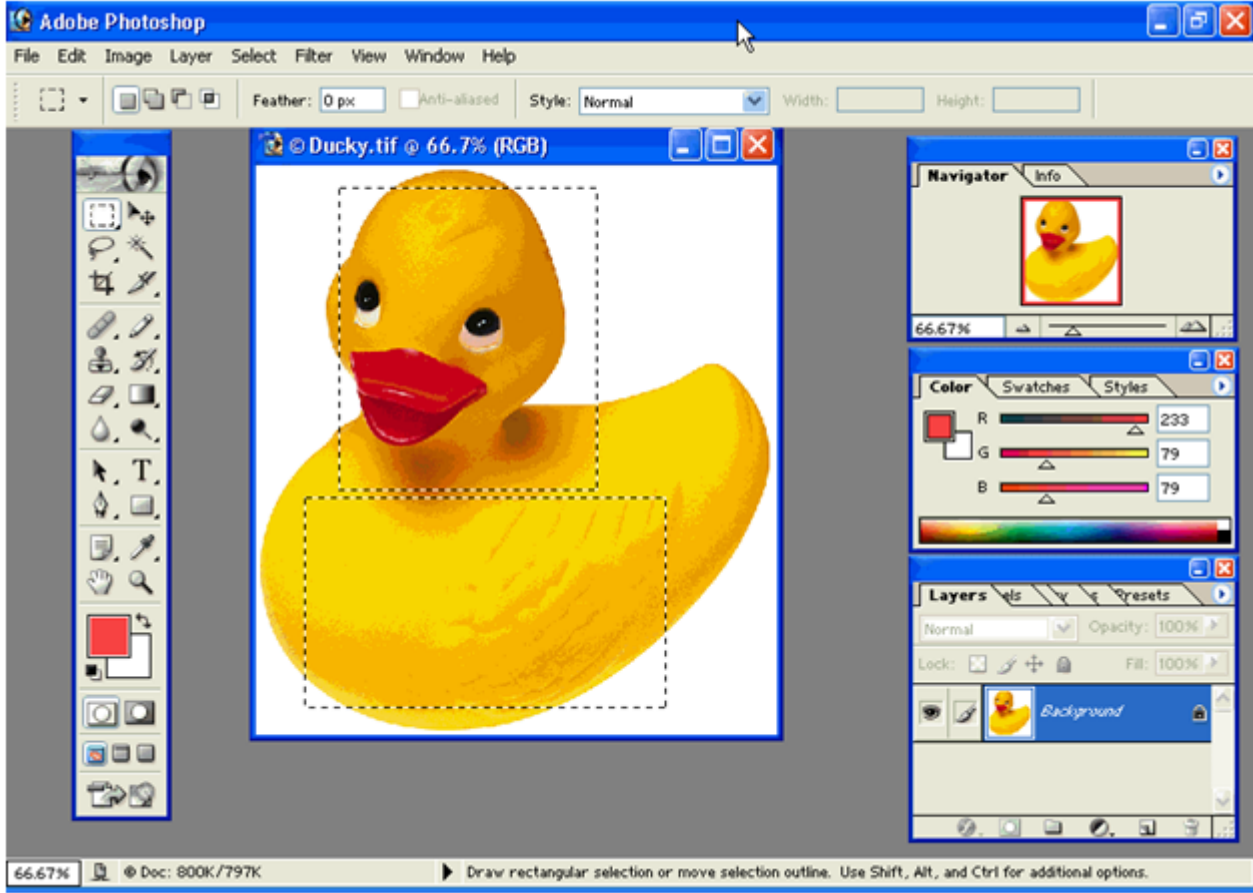 Adobe Photoshop
File Edit Image Layer Select Filter View Window Help
Feather: 0 px Anti-aliased Style: Normal Width: Height:
© Ducky.tif @ 66.7% (RGB)
Navigator Info
66.67%
Color Swatches Styles
R 233
G 79
B 79
Layers els Presets
Normal Opacity: 100%
Lock: Fill: 100%
Background
T
66.67% Doc: 800K/797K Draw rectangular selection or move selection outline. Use Shift, Alt, and Ctrl for additional options.